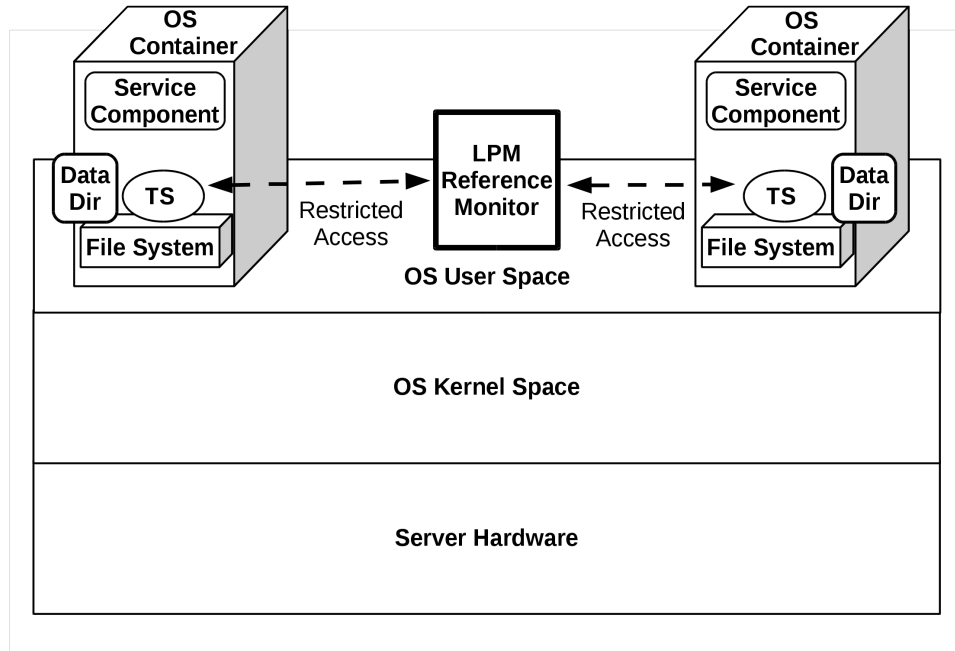 OS
Container
Service
Component
Data
Dir
TS
File System
Restricted
Access
LPM
Reference
Monitor
OS User Space
Restricted
Access
OS
Container
Service
Component
TS
Data
Dir
File System
OS Kernel Space
Server Hardware